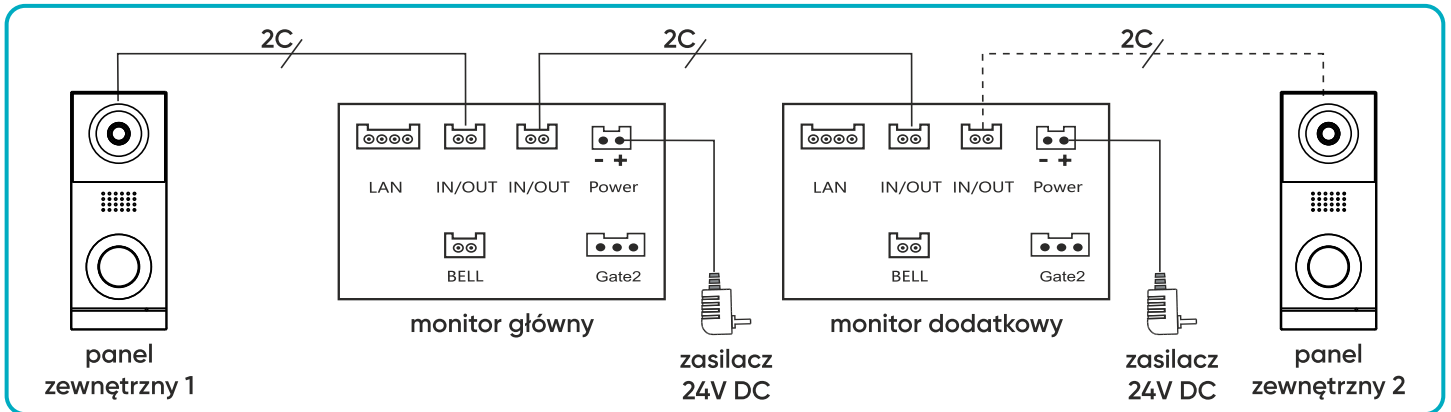 2C 2C 2C
- + - +
LAN IN/OUT IN/OUT Power LAN IN/OUT IN/OUT Power
BELL Gate2 BELL Gate2
monitor główny monitor dodatkowy
panel
zewnętrzny 1
zasilacz
24V DC
zasilacz
24V DC
panel
zewnętrzny 2